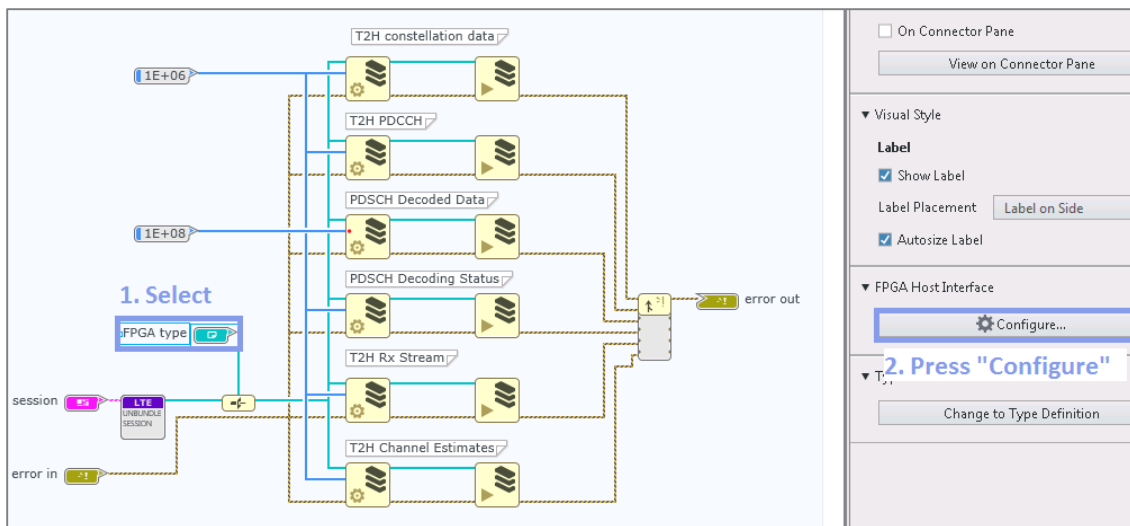 T2H constellation data
1E+06
T2H PDCCH
PDSCH Decoded Data
1E+08
PDSCH Decoding Status
1. Select
FPGA type
error out
T2H Rx Stream
session
LTE
UNBUNDLE
SESSION
T2H Channel Estimates
error in
On Connector Pane
View on Connector Pane
Visual Style
Label
Show Label
Label Placement Label on Side
Autosize Label
FPGA Host Interface
Configure...
2. Press "Configure"
Change to Type Definition